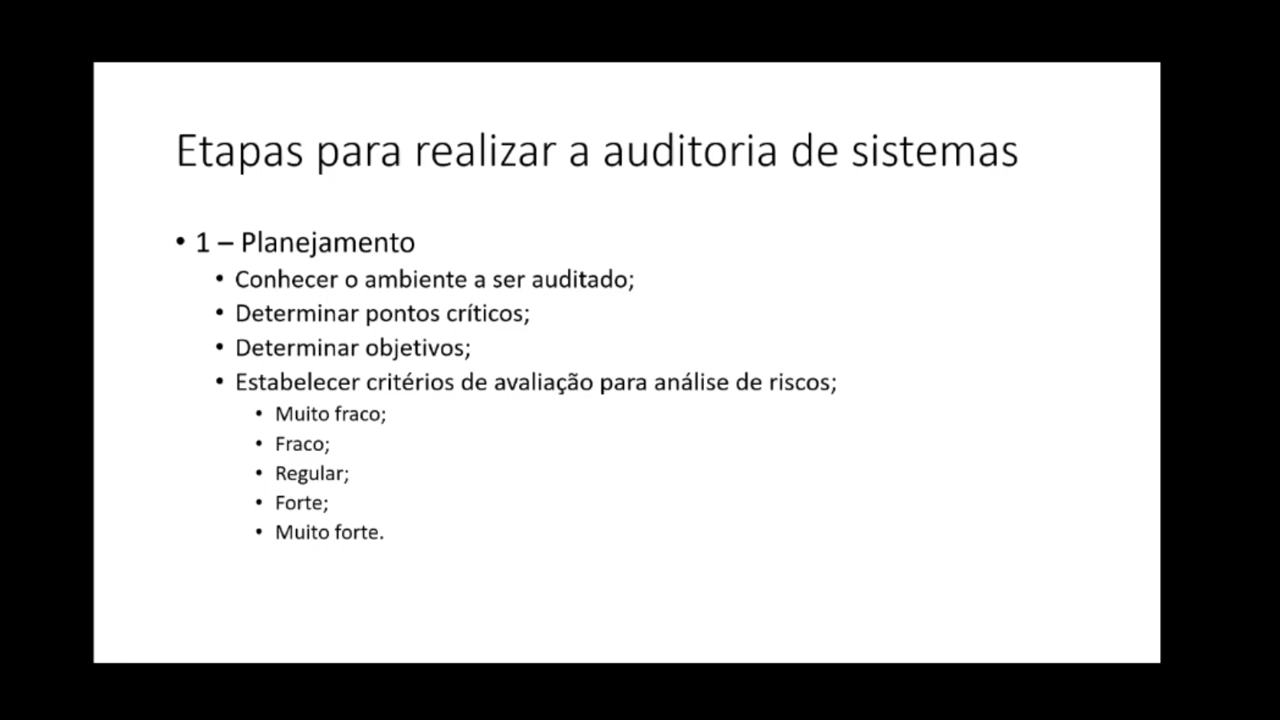 Etapas para realizar a auditoria de sistemas
• 1 – Planejamento
• Conhecer o ambiente a ser auditado;
• Determinar pontos críticos;
• Determinar objetivos;
• Estabelecer critérios de avaliação para análise de riscos;
• Muito fraco;
• Fraco;
• Regular;
• Forte;
• Muito forte.